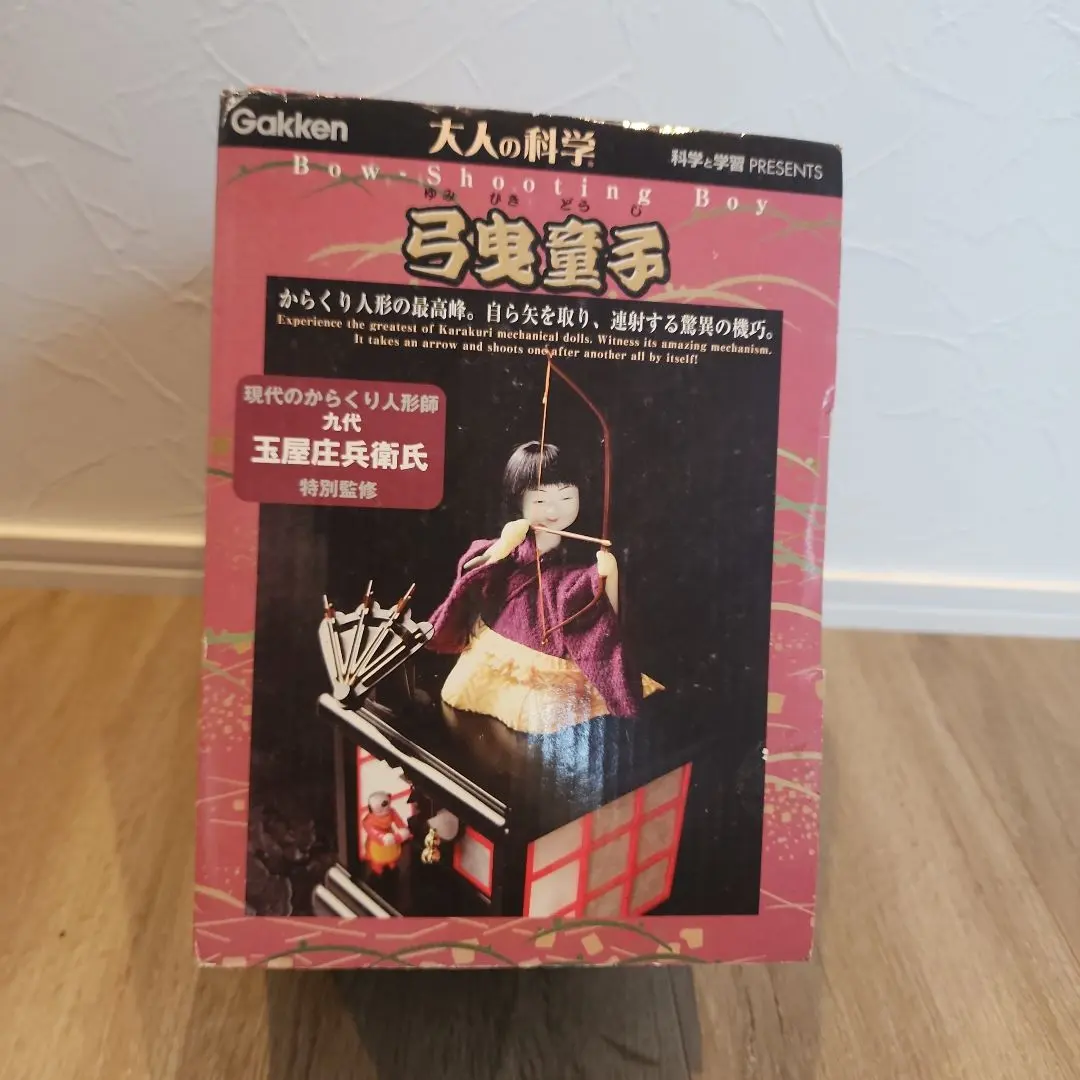 Gakken
大人の科学
科学と学習 PRESENTS
Bow-Shooting Boy
ゆみ ひき どう じ
弓曳童子
からくり人形の最高峰。自ら矢を取り、連射する驚異の機巧。
Experience the greatest of Karakuri mechanical dolls. Witness its amazing mechanism.
It takes an arrow and shoots one after another all by itself!
現代のからくり人形師
九代
玉屋庄兵衛氏
特別監修